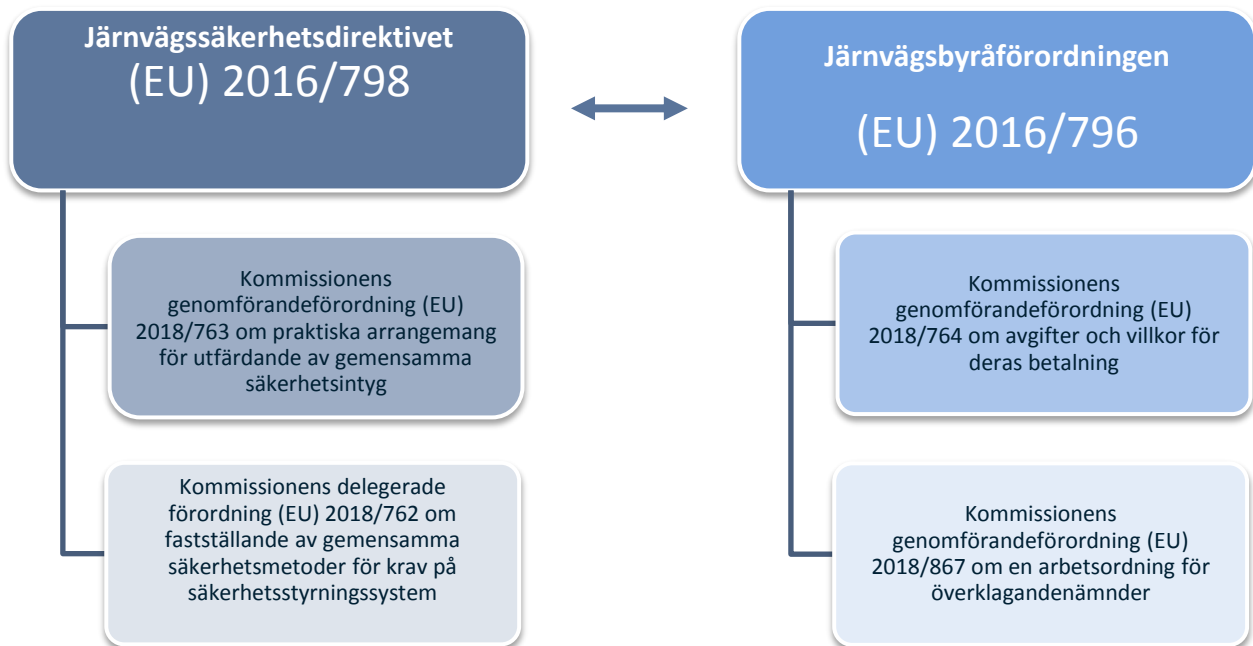 Järnvägssäkerhetsdirektivet
(EU) 2016/798
Kommissionens
genomförandeförordning (EU)
2018/763 om praktiska arrangemang
för utfärdande av gemensamma
säkerhetsintyg
Kommissionens delegerade
förordning (EU) 2018/762 om
fastställande av gemensamma
säkerhetsmetoder för krav på
säkerhetsstyrningssystem
Järnvägsbyråförordningen
(EU) 2016/796
Kommissionens
genomförandeförordning (EU)
2018/764 om avgifter och villkor för
deras betalning
Kommissionens
genomförandeförordning (EU)
2018/867 om en arbetsordning för
överklagandenämnder